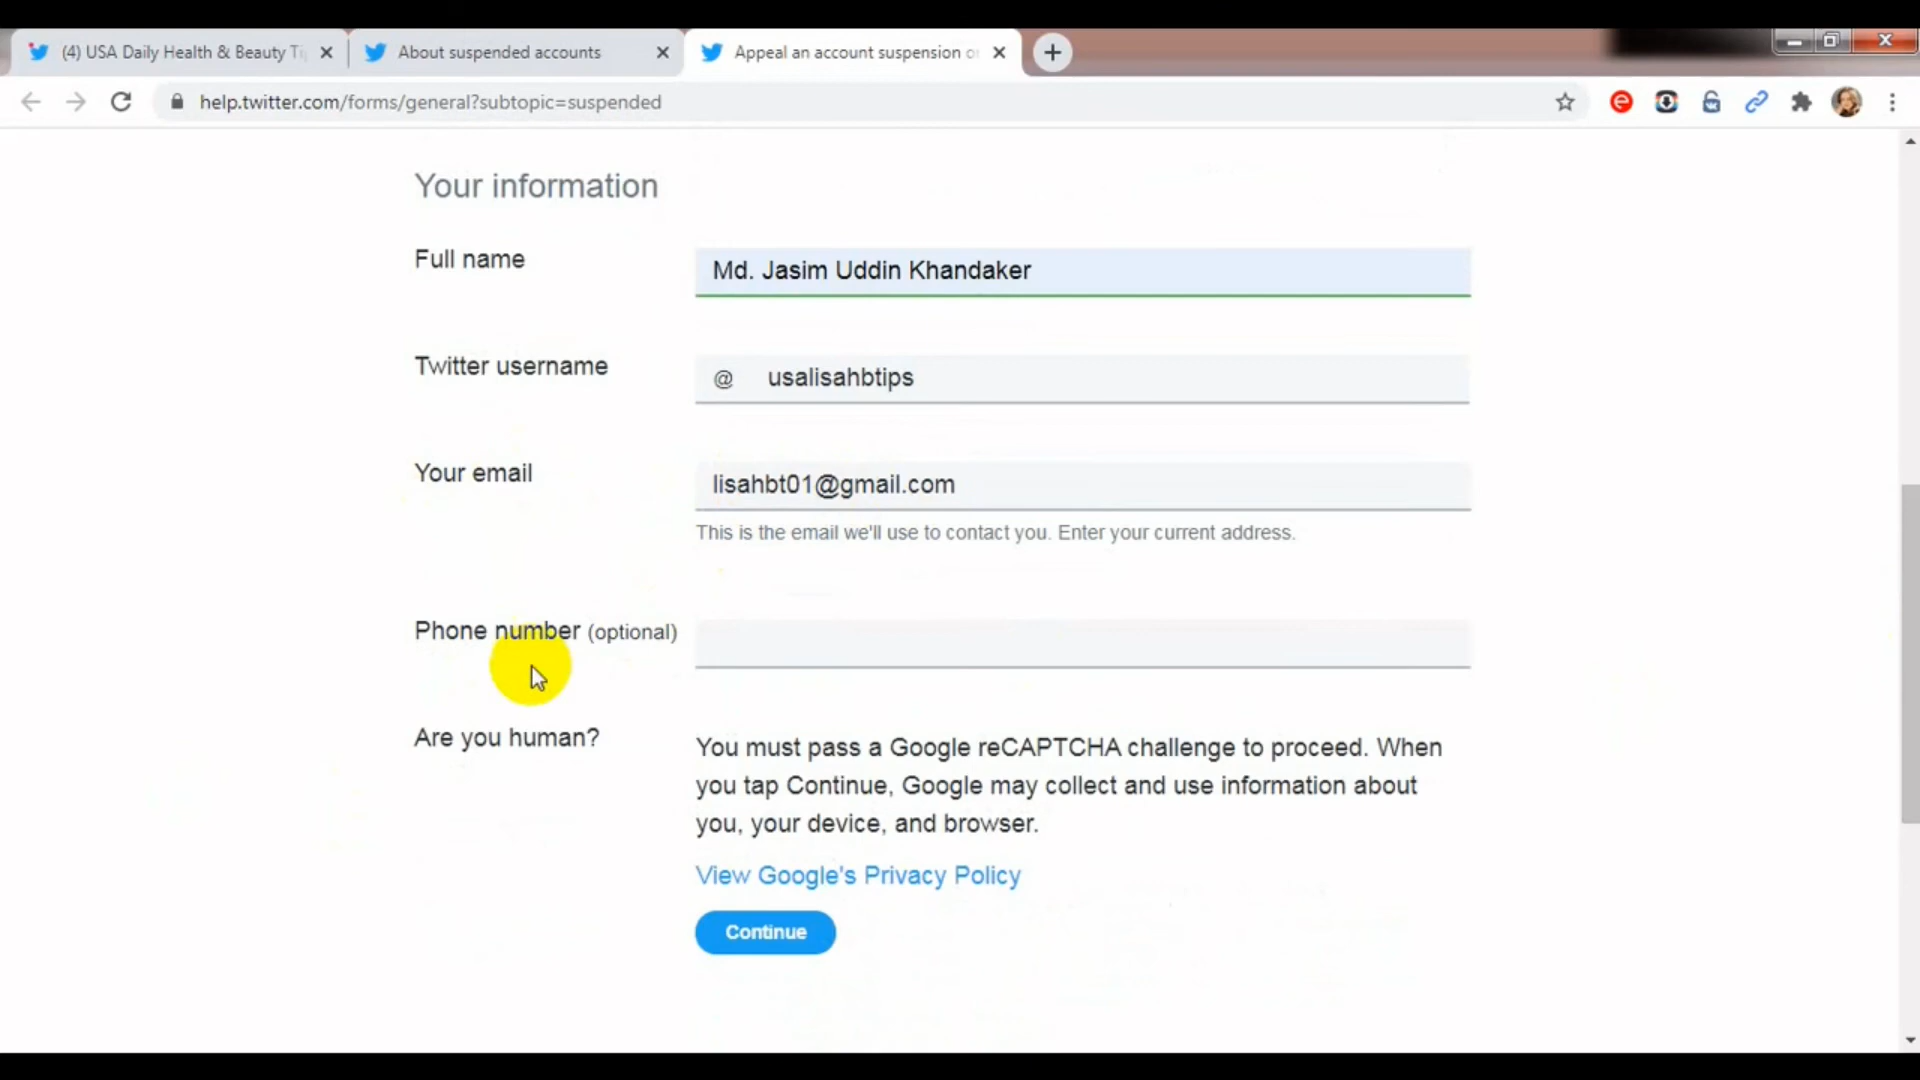 (4) USA Daily Health & Beauty Ti
About suspended accounts
Appeal an account suspension o
help.twitter.com/forms/general?subtopic=suspended
Your information
Full name
Md. Jasim Uddin Khandaker
Twitter username
@ usalisahbtips
Your email
lisahbt01@gmail.com
This is the email we'll use to contact you. Enter your current address.
Phone number (optional)
Are you human?
You must pass a Google reCAPTCHA challenge to proceed. When
you tap Continue, Google may collect and use information about
you, your device, and browser.
View Google's Privacy Policy
Continue